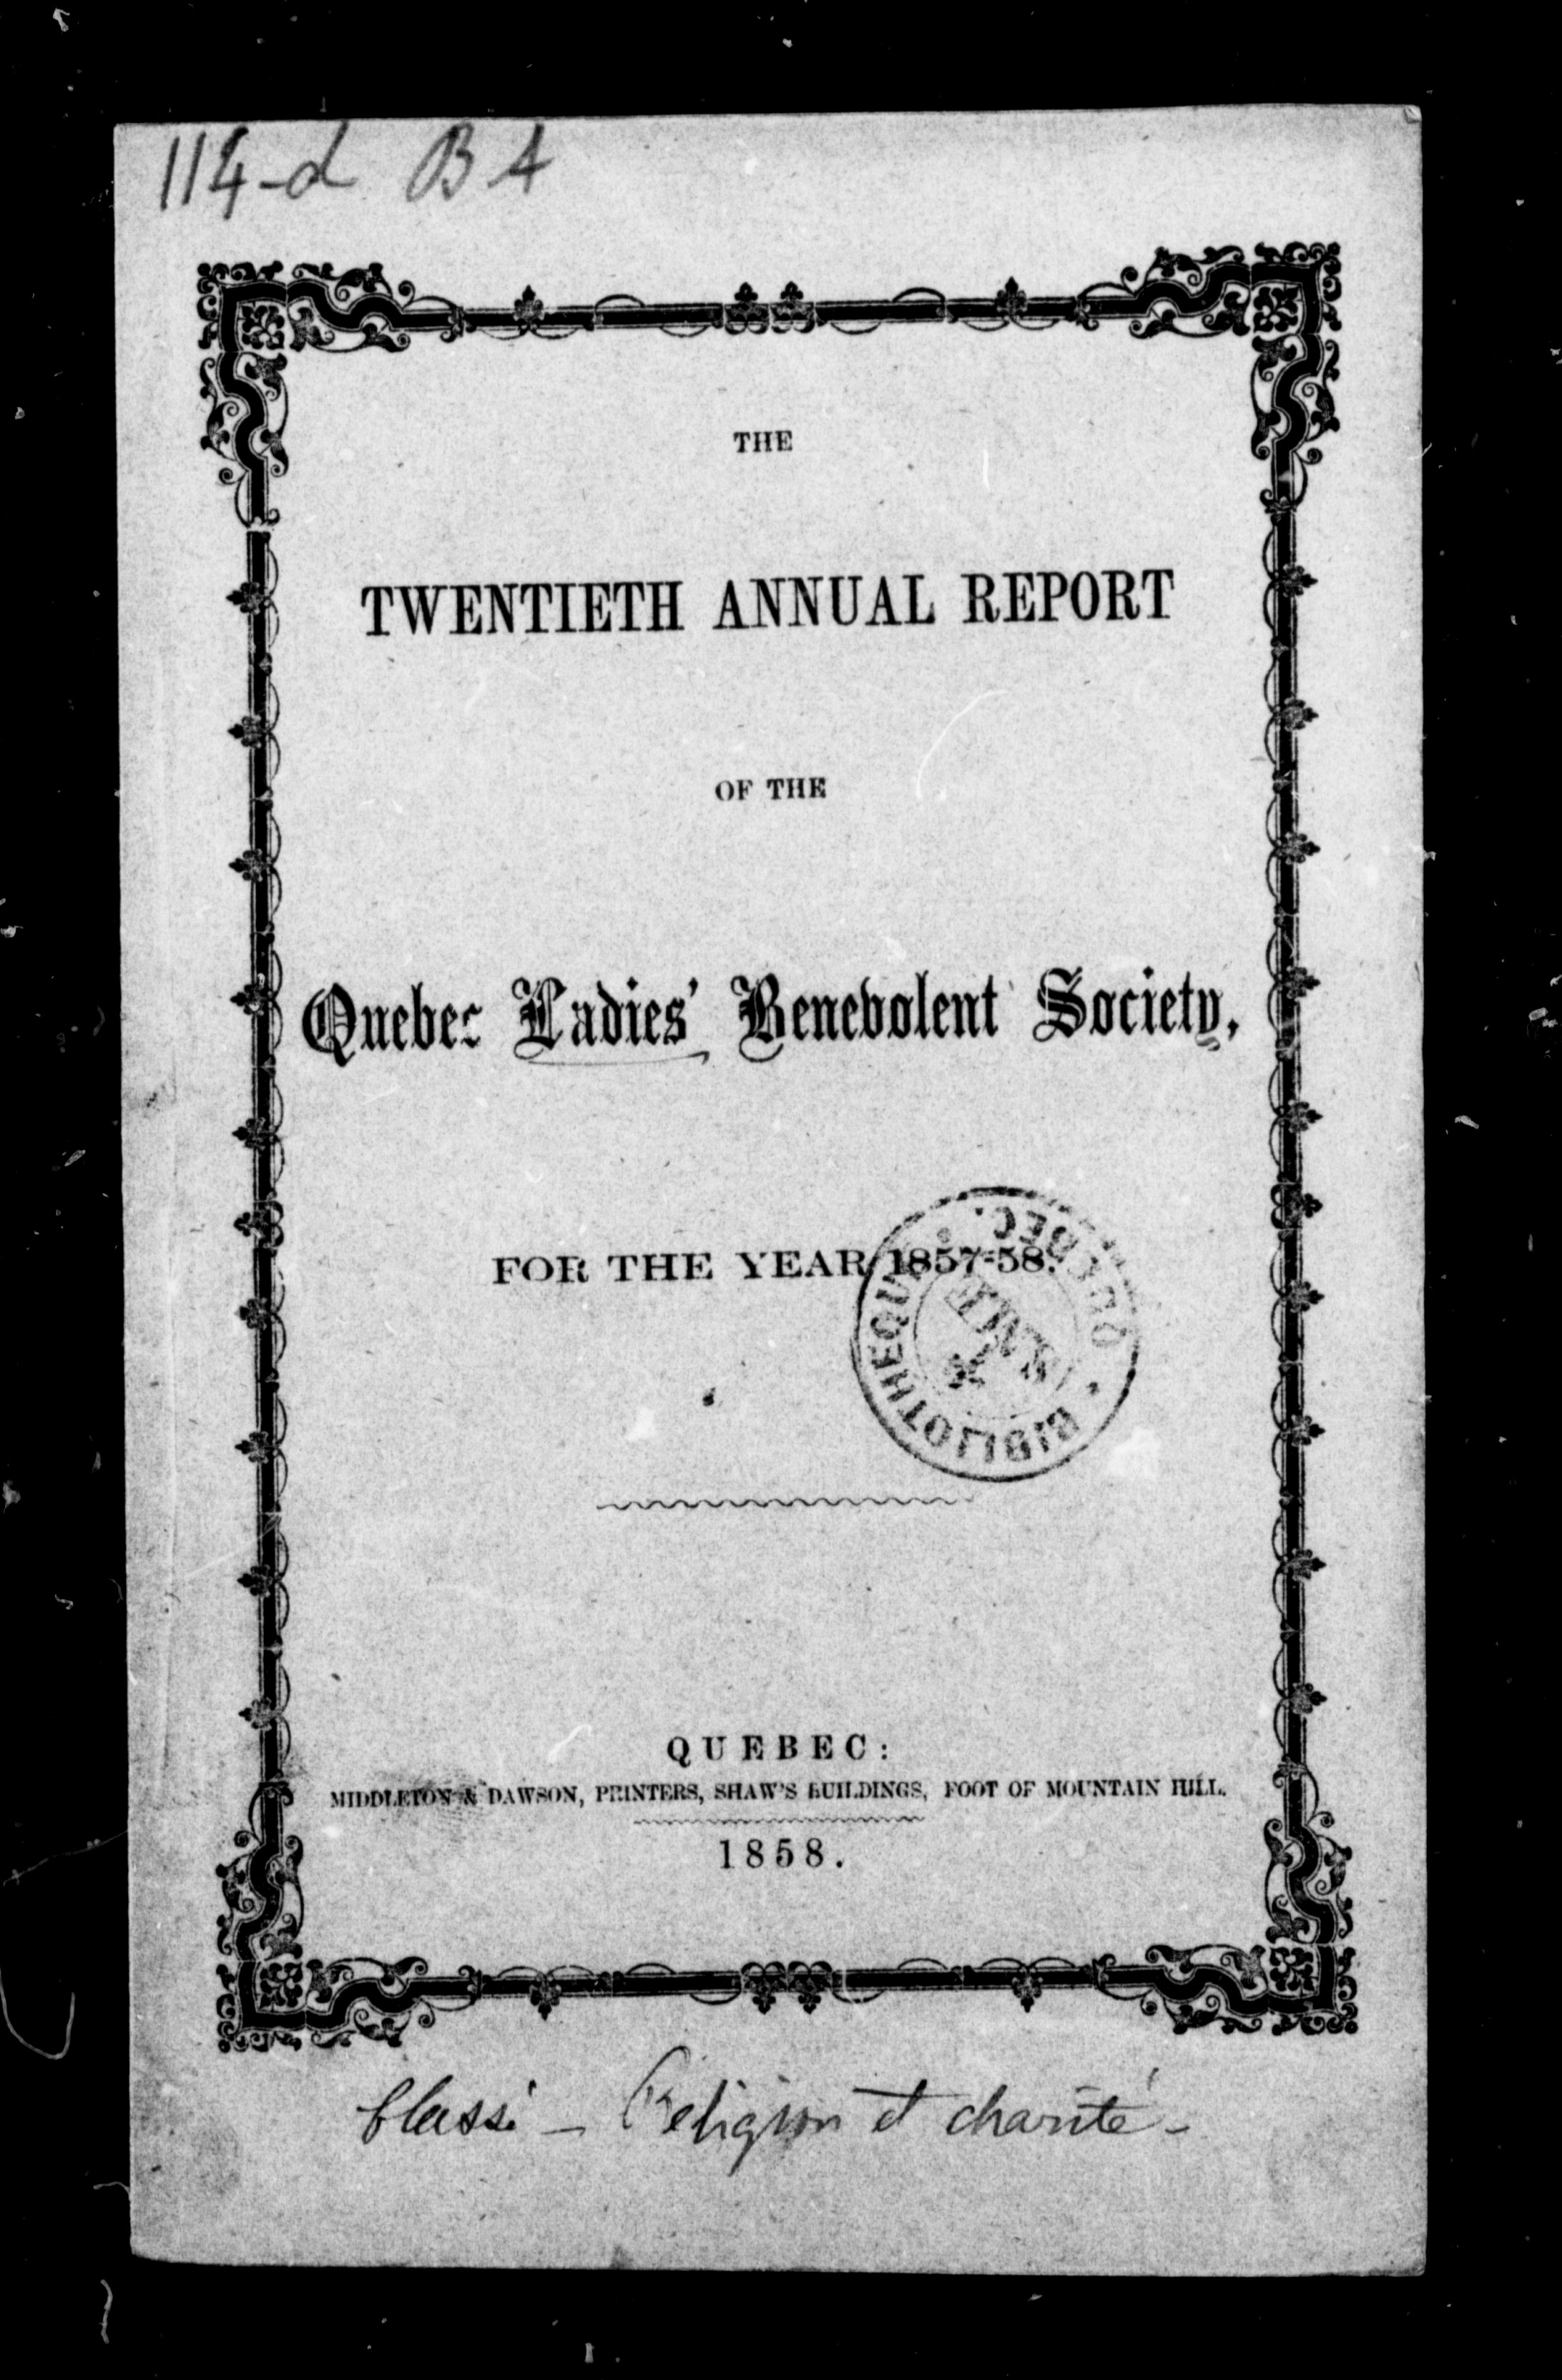 114-d B4
THE
TWENTIETH ANNUAL REPORT
OF THE
Quebec Ladies' Benevolent Society,
FOR THE YEAR 1857-58.
QUEBEC:
MIDDLETON & DAWSON, PRINTERS, SHAW'S BUILDINGS, FOOT OF MOUNTAIN HILL.
1858.
Classé - Religion et charité -